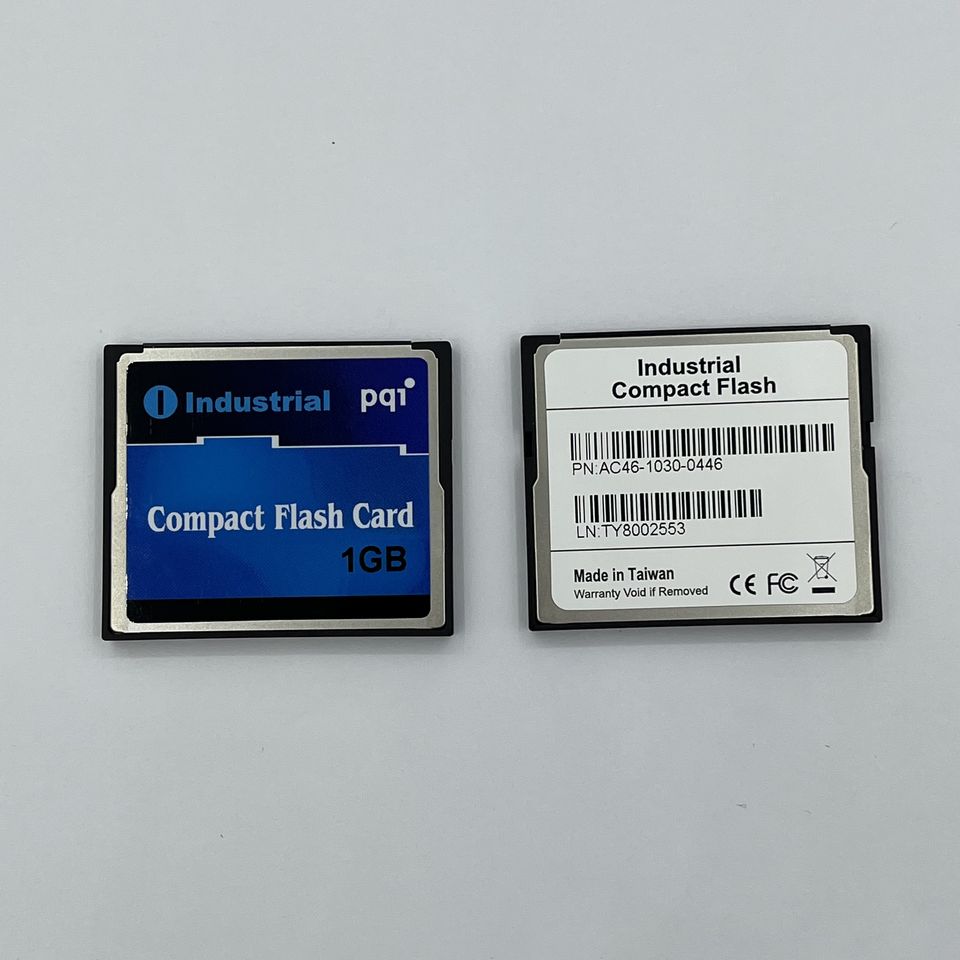 Industrial pqi
Compact Flash Card
1GB
Industrial
Compact Flash
PN:AC46-1030-0446
LN:TY8002553
Made in Taiwan
Warranty Void if Removed
CE FC